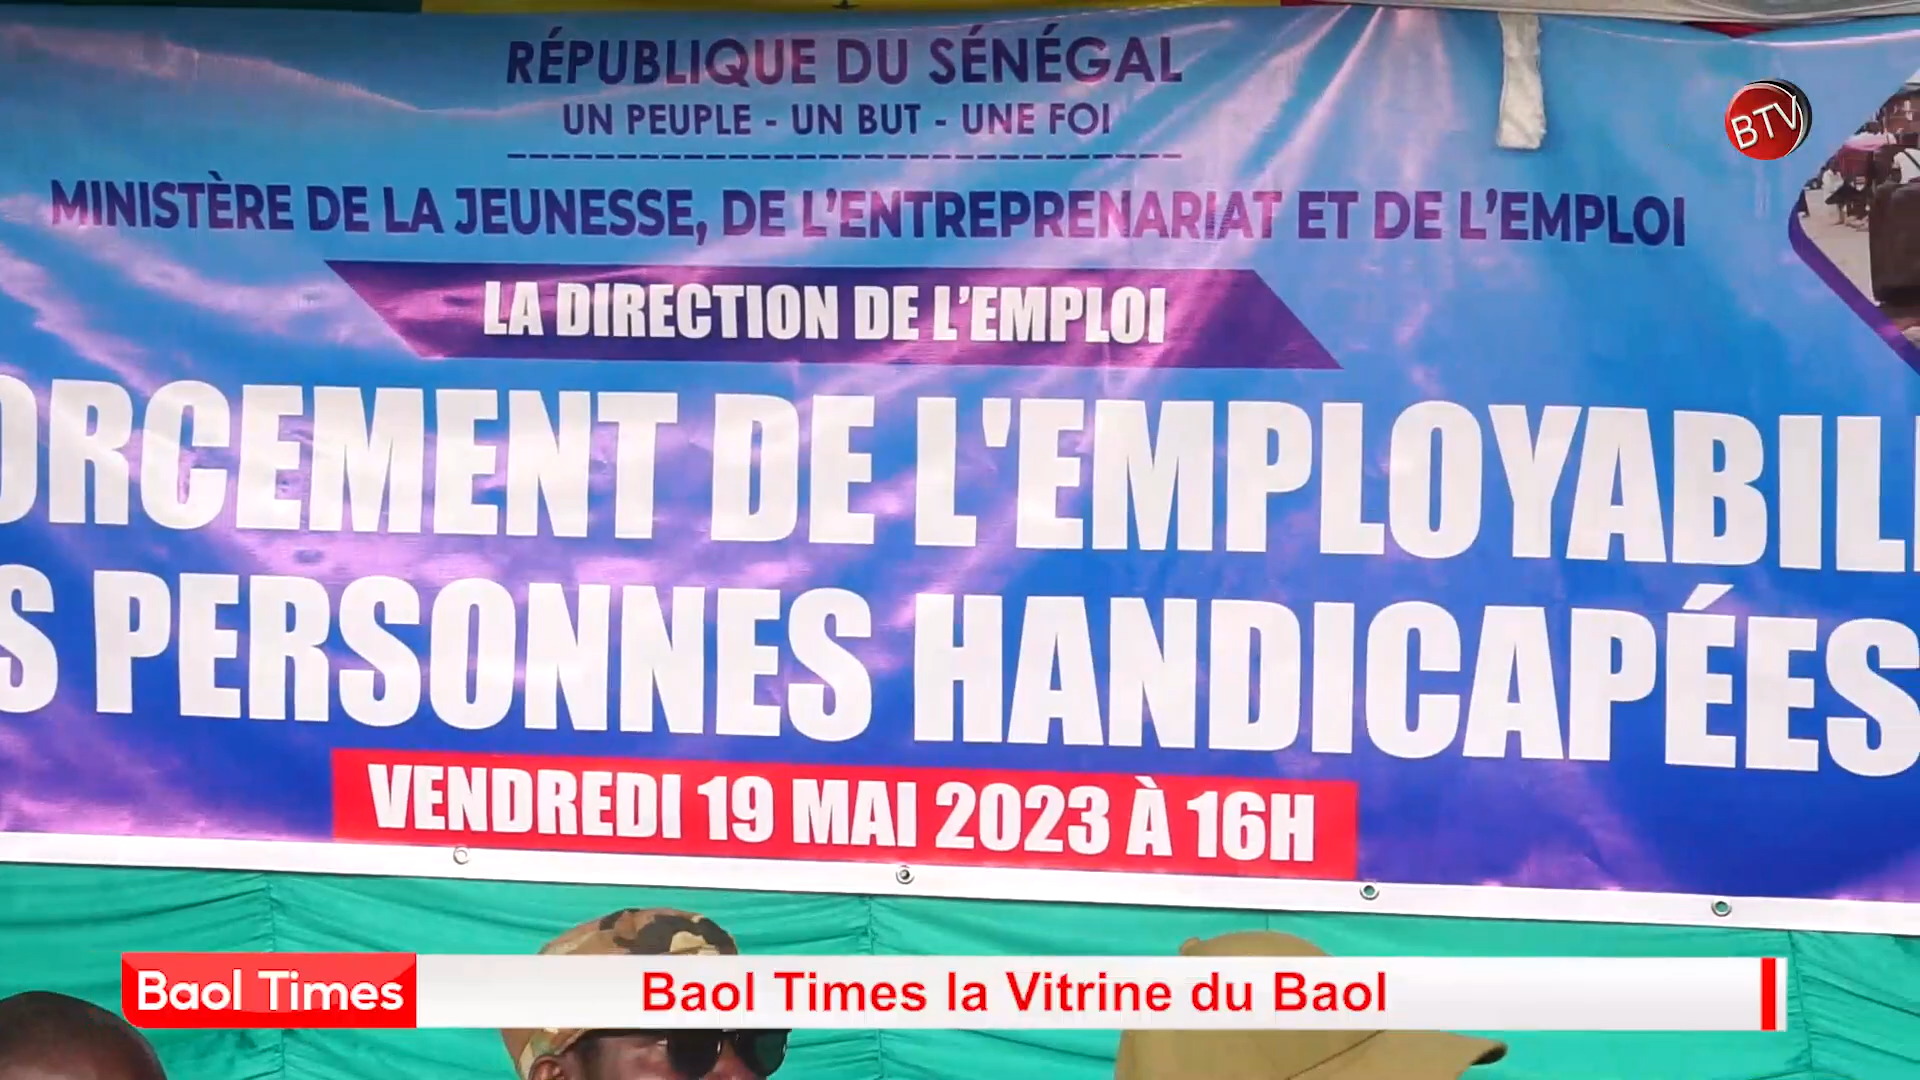 RÉPUBLIQUE DU SÉNÉGAL
UN PEUPLE - UN BUT - UNE FOI
BTV
MINISTÈRE DE LA JEUNESSE, DE L'ENTREPRENARIAT ET DE L'EMPLOI
LA DIRECTION DE L'EMPLOI
ORCEMENT DE L'EMPLOYABILI
S PERSONNES HANDICAPÉES
VENDREDI 19 MAI 2023 À 16H
Baol Times
Baol Times la Vitrine du Baol